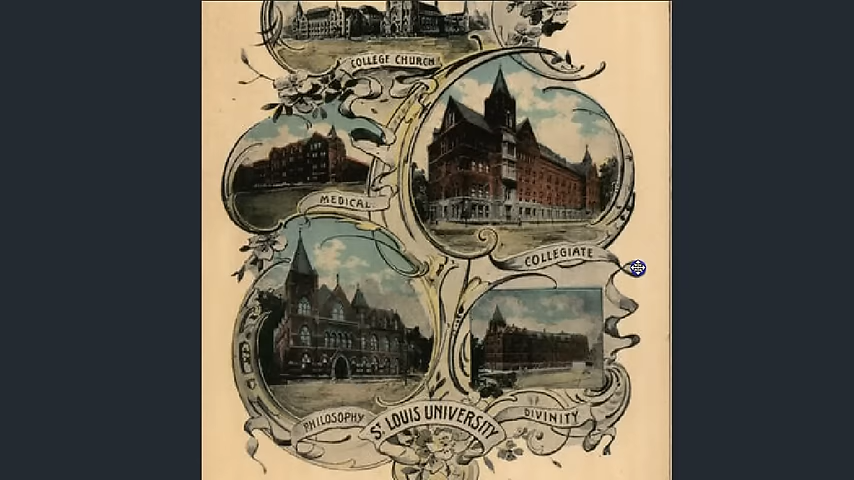 COLLEGE CHURCH
MEDICAL
COLLEGIATE
PHILOSOPHY
ST. LOUIS UNIVERSITY
DIVINITY